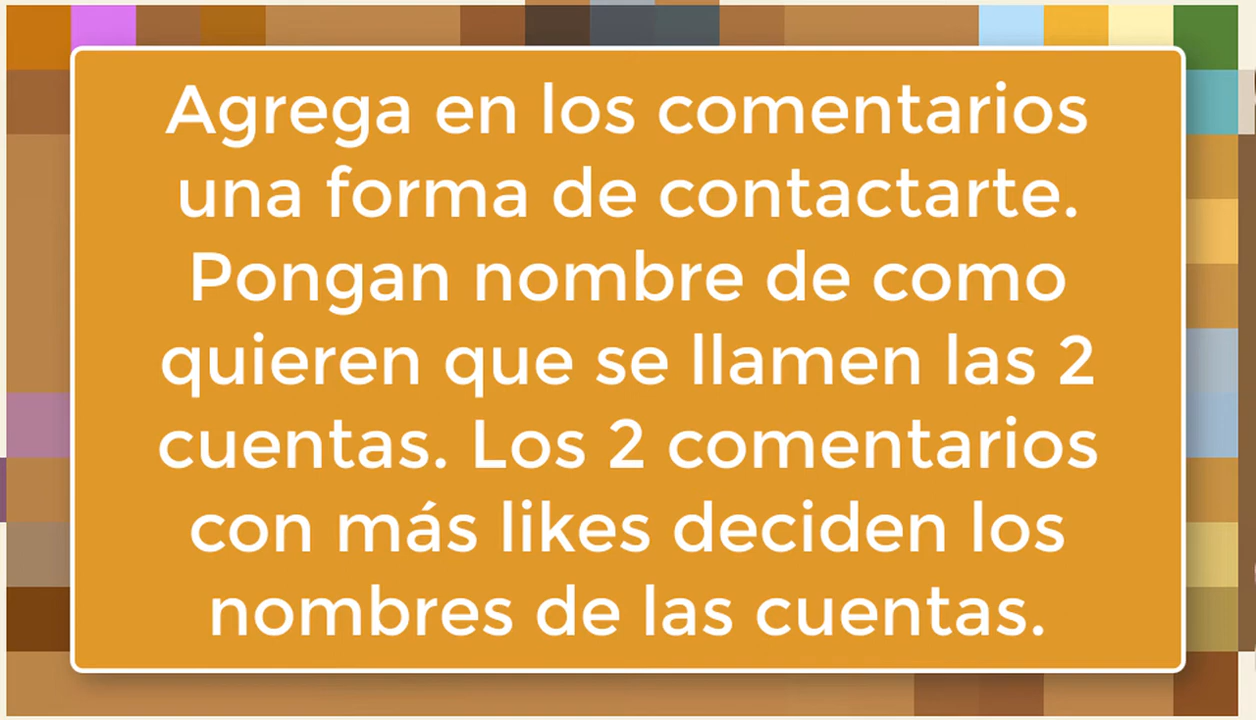 Agrega en los comentarios
una forma de contactarte.
Pongan nombre de como
quieren que se llamen las 2
cuentas. Los 2 comentarios
con más likes deciden los
nombres de las cuentas.